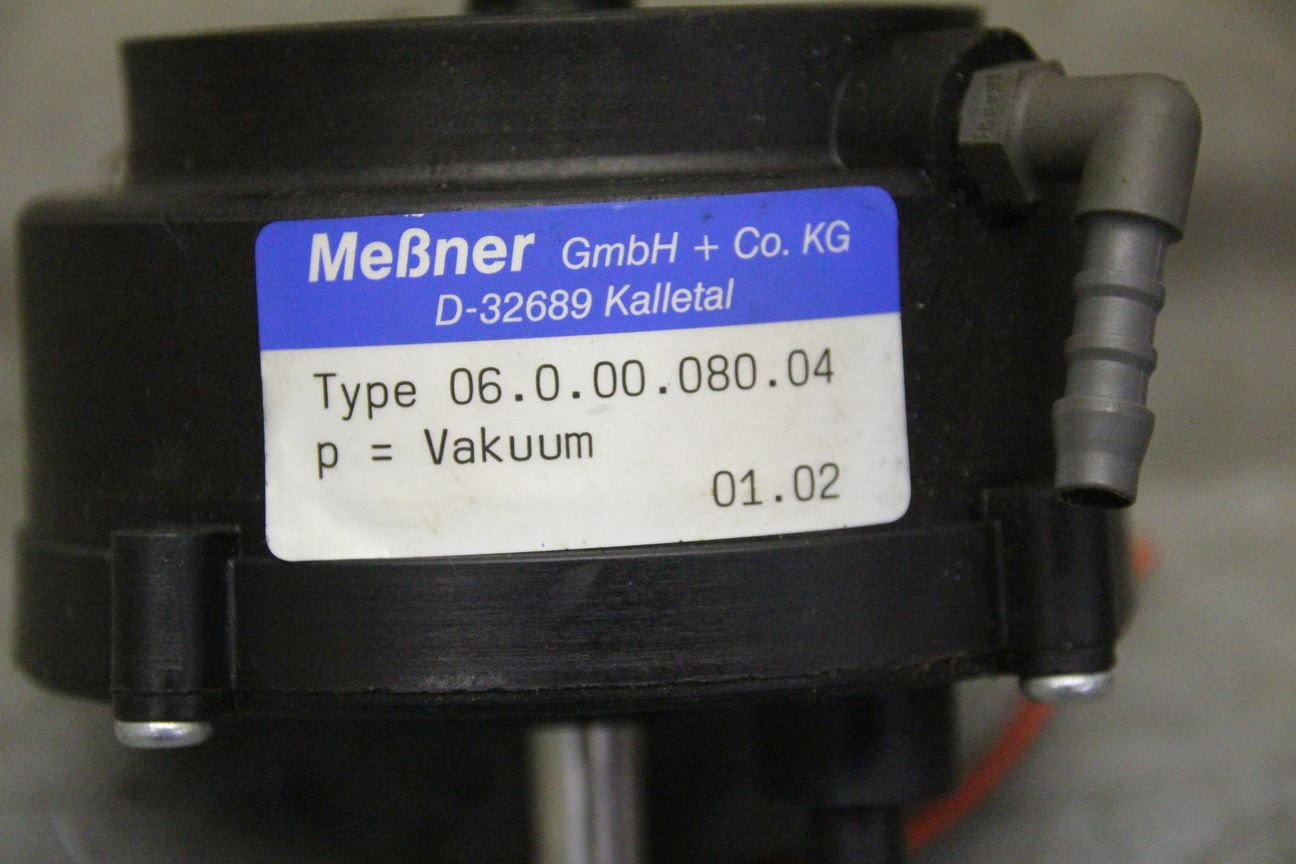 Meßner GmbH + Co. KG
D-32689 Kalletal
Type 06.0.00.080.04
p = Vakuum
01.02